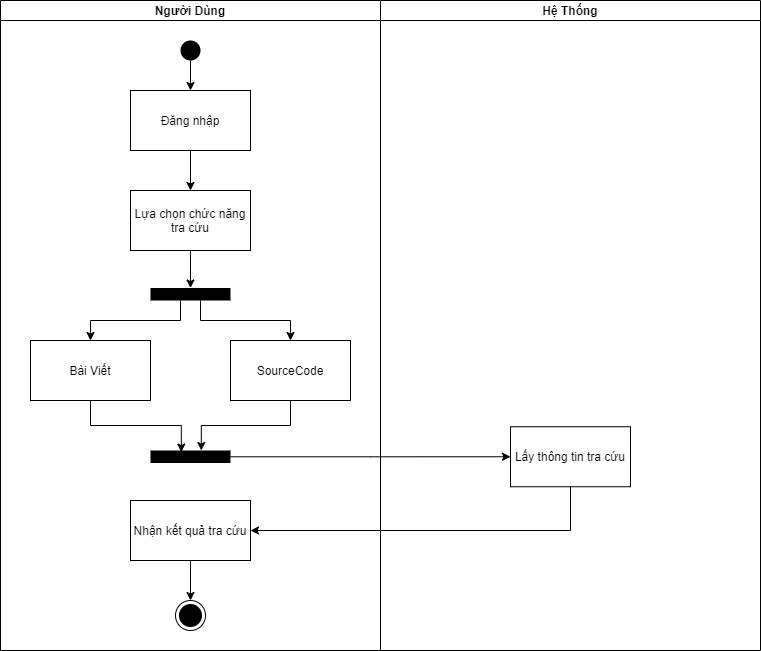 Người Dùng
Hệ Thống
Đăng nhập
Lựa chọn chức năng
tra cứu
Bài Viết
SourceCode
Lấy thông tin tra cứu
Nhận kết quả tra cứu